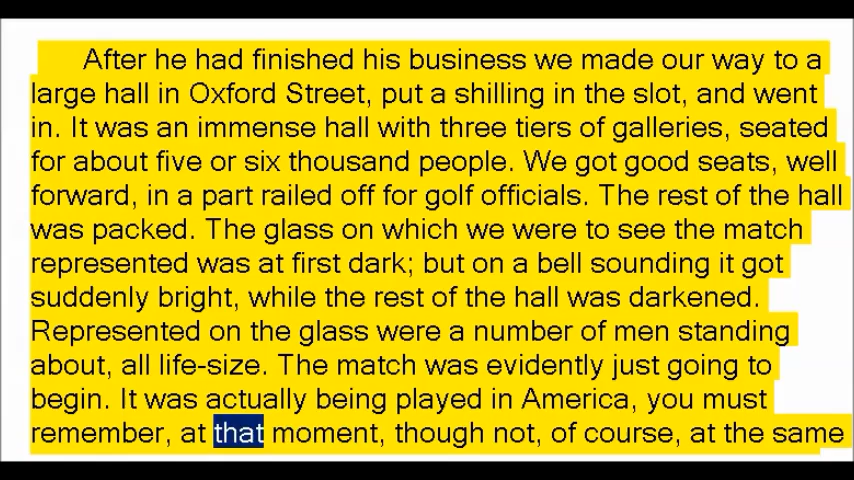 After he had finished his business we made our way to a
large hall in Oxford Street, put a shilling in the slot, and went
in. It was an immense hall with three tiers of galleries, seated
for about five or six thousand people. We got good seats, well
forward, in a part railed off for golf officials. The rest of the hall
was packed. The glass on which we were to see the match
represented was at first dark; but on a bell sounding it got
suddenly bright, while the rest of the hall was darkened.
Represented on the glass were a number of men standing
about, all life-size. The match was evidently just going to
begin. It was actually being played in America, you must
remember, at that moment, though not, of course, at the same